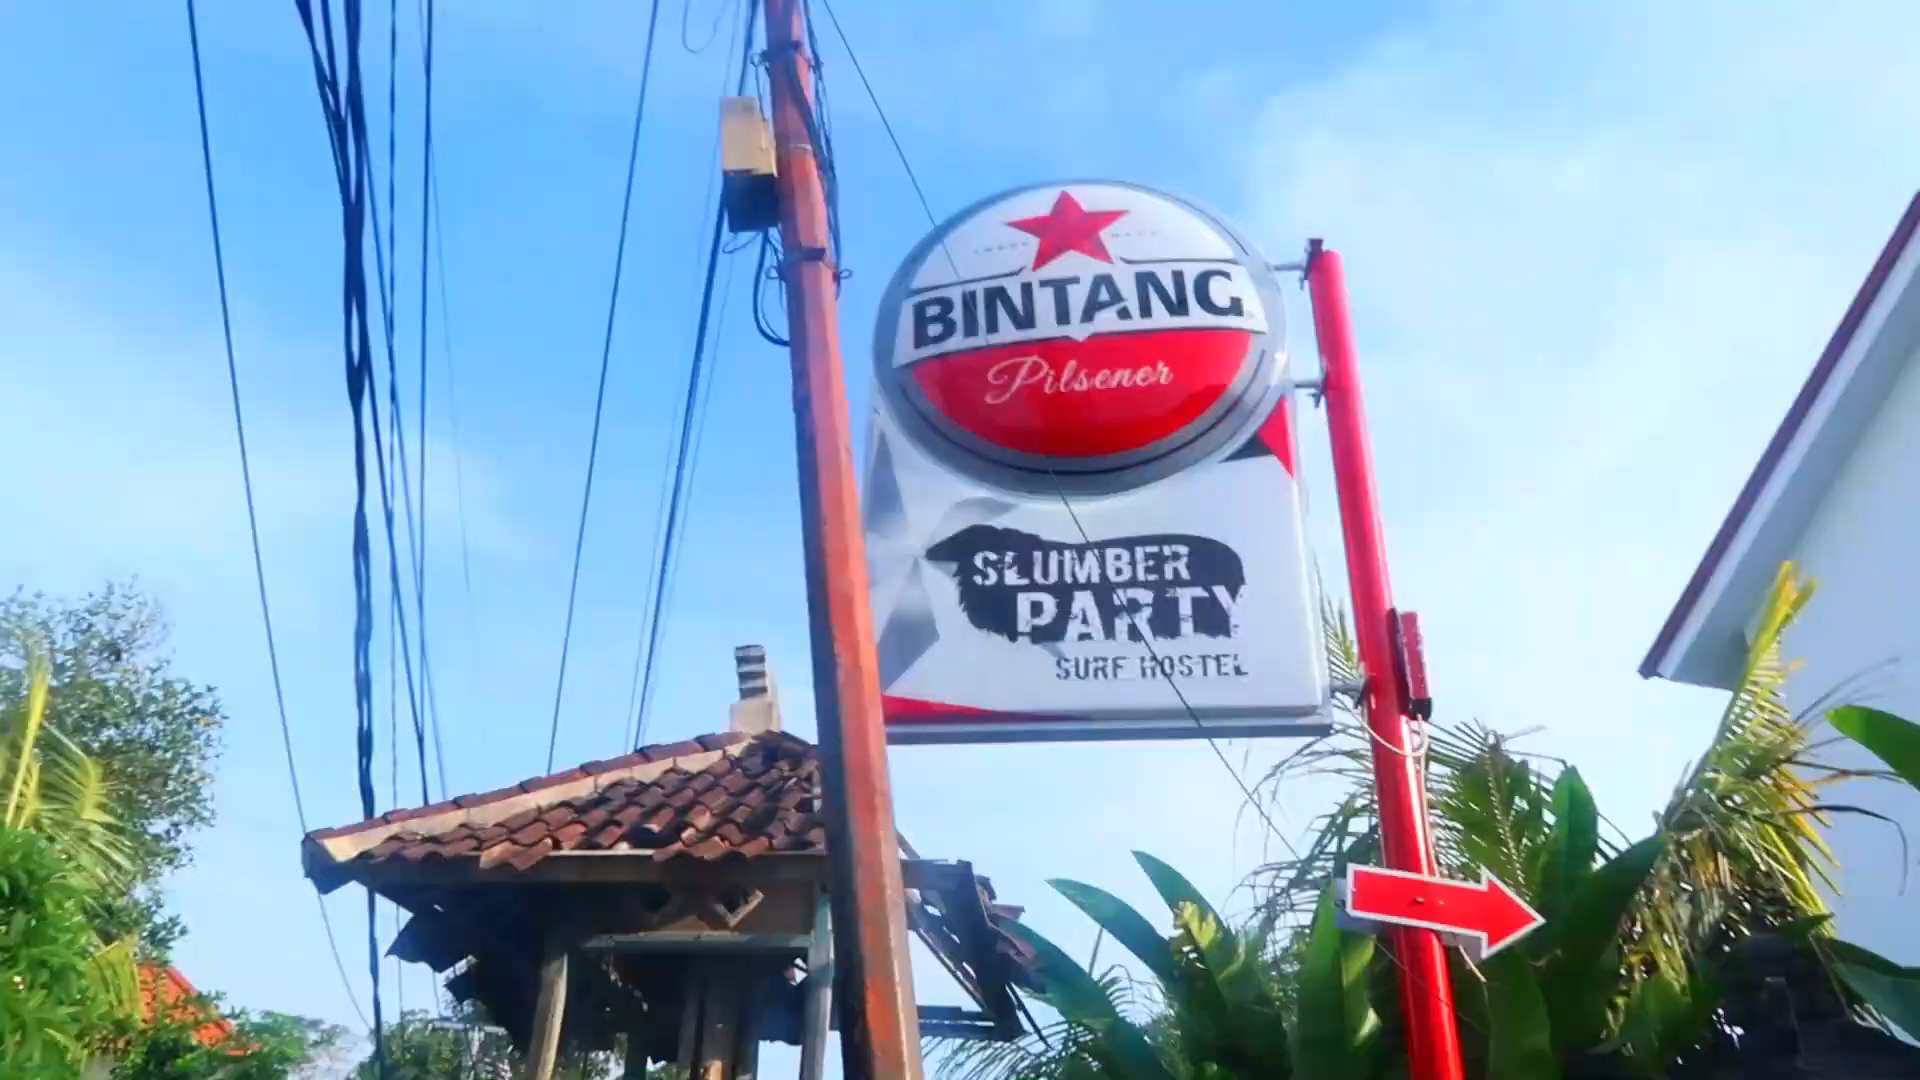 BINTANG
Pilsener
SLUMBER
PARTY
SURF HOSTEL